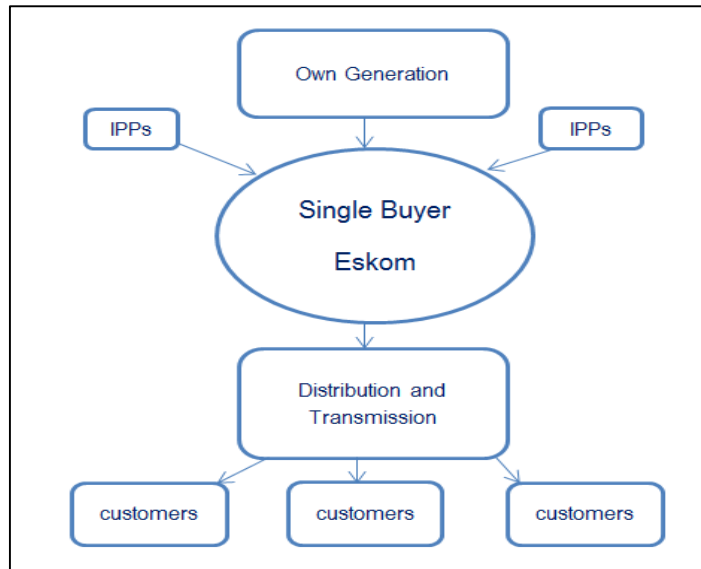 Own Generation
IPPs
IPPs
Single Buyer
Eskom
Distribution and
Transmission
customers
customers
customers